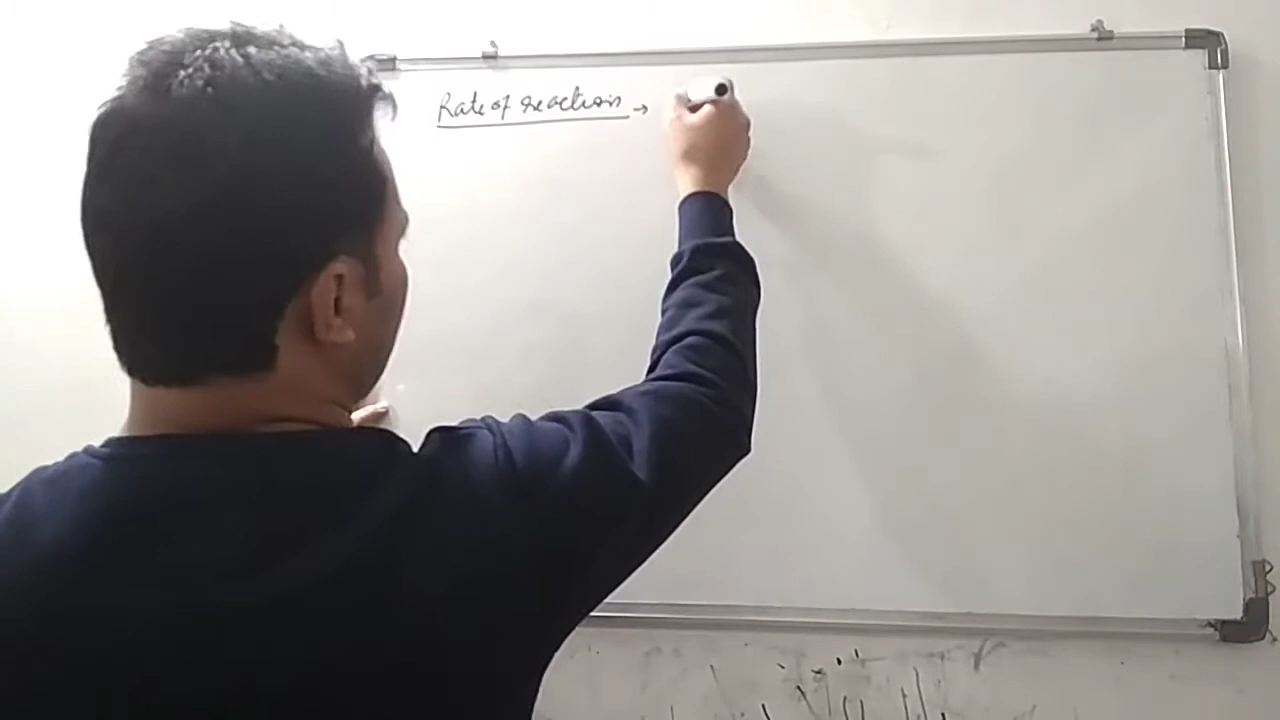 Rate of reaction →